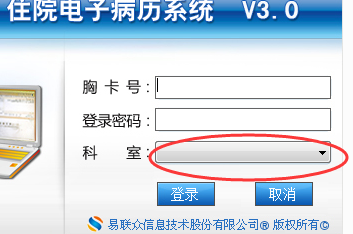 住院电子病历系统 V3.0
胸 卡 号：
登录密码：
科 室：
登录 取消
易联众信息技术股份有限公司® 版权所有©